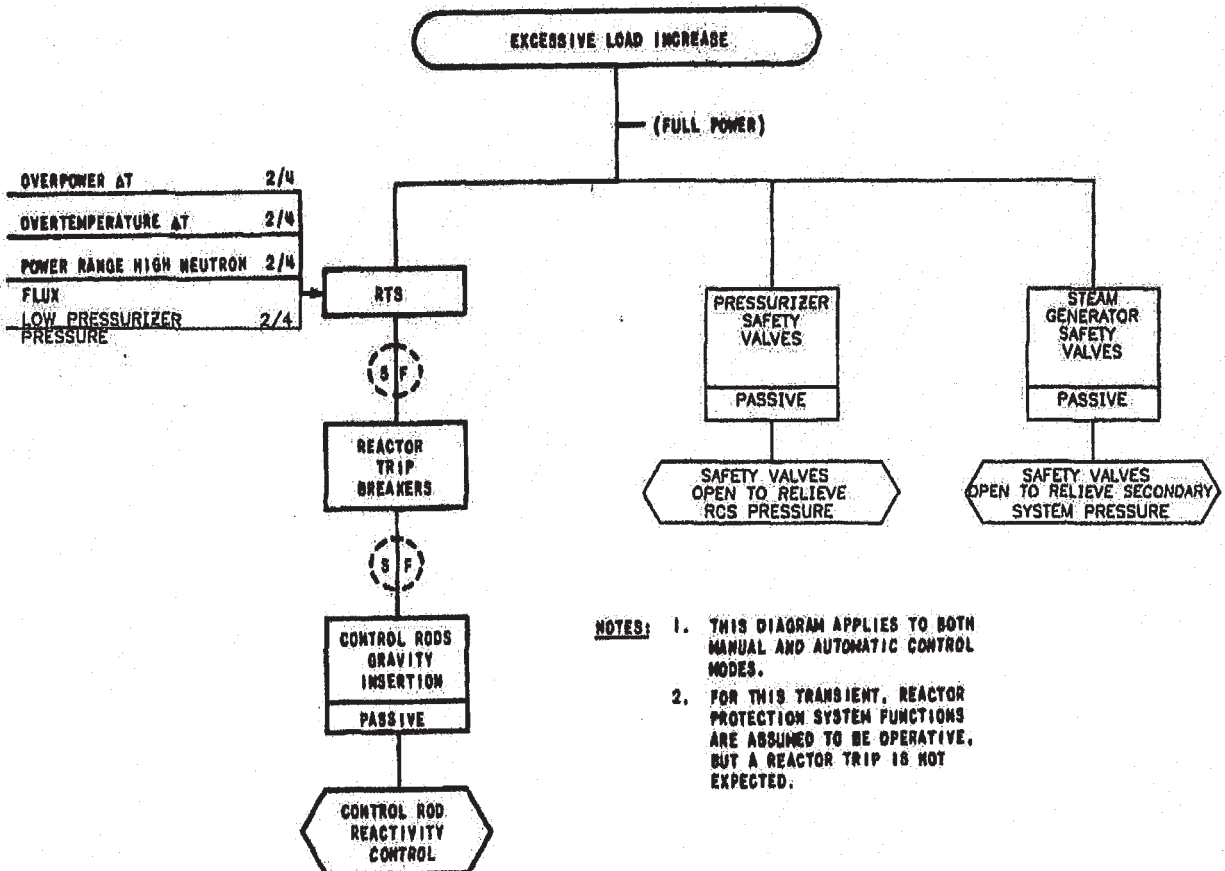 EXCESSIVE LOAD INCREASE
(FULL POWER)
OVERPOWER ΔT 2/4
OVERTEMPERATURE ΔT 2/4
POWER RANGE HIGH NEUTRON 2/4
FLUX
LOW PRESSURIZER 2/4
PRESSURE
RTS
S F
REACTOR
TRIP
BREAKERS
S F
CONTROL RODS
GRAVITY
INSERTION
PASSIVE
CONTROL ROD
REACTIVITY
CONTROL
PRESSURIZER
SAFETY
VALVES
PASSIVE
SAFETY VALVES
OPEN TO RELIEVE
RCS PRESSURE
STEAM
GENERATOR
SAFETY
VALVES
PASSIVE
SAFETY VALVES
OPEN TO RELIEVE SECONDARY
SYSTEM PRESSURE
NOTES: 1. THIS DIAGRAM APPLIES TO BOTH
MANUAL AND AUTOMATIC CONTROL
MODES.
2. FOR THIS TRANSIENT, REACTOR
PROTECTION SYSTEM FUNCTIONS
ARE ASSUMED TO BE OPERATIVE,
BUT A REACTOR TRIP IS NOT
EXPECTED.